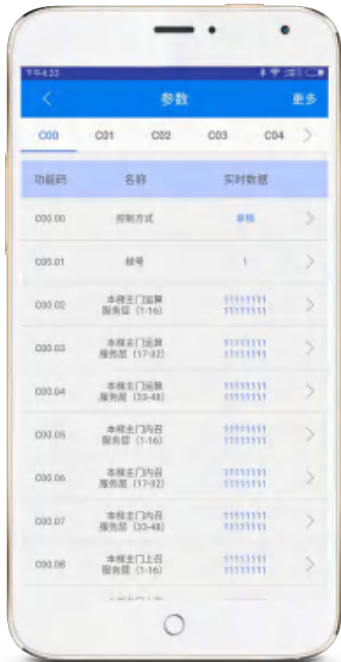 下午4:33
参数
更多
C00 C01 C02 C03 C04
功能码 名称 实时数据
C00.00 控制方式 单梯
C00.01 梯号 1
C00.02 本梯主门运算 11111111
服务层 (1-16) 11111111
C00.03 本梯主门运算 11111111
服务层 (17-32) 11111111
C00.04 本梯主门运算 11111111
服务层 (33-48) 11111111
C00.05 本梯主门内召 11111111
服务层 (1-16) 11111111
C00.06 本梯主门内召 11111111
服务层 (17-32) 11111111
C00.07 本梯主门内召 11111111
服务层 (33-48) 11111111
C00.08 本梯主门上召 11111111
服务层 (1-16) 11111111